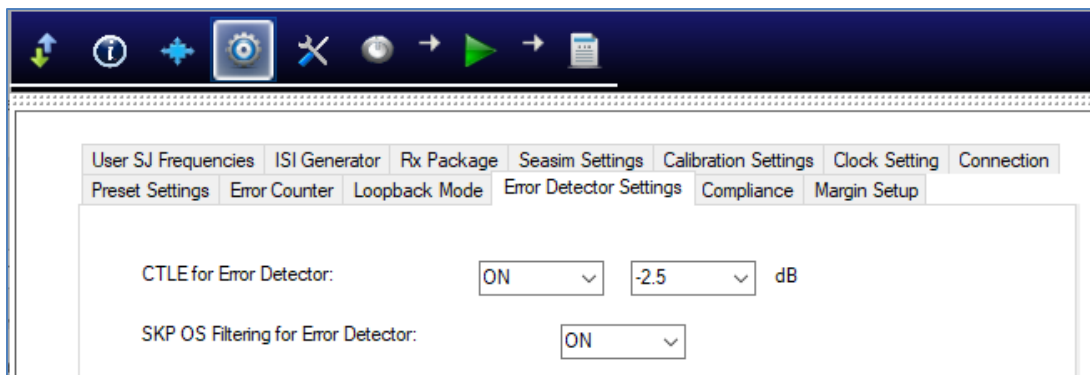 User SJ Frequencies ISI Generator Rx Package Seasim Settings Calibration Settings Clock Setting Connection
Preset Settings Error Counter Loopback Mode Error Detector Settings Compliance Margin Setup
CTLE for Error Detector: ON -2.5 dB
SKP OS Filtering for Error Detector: ON